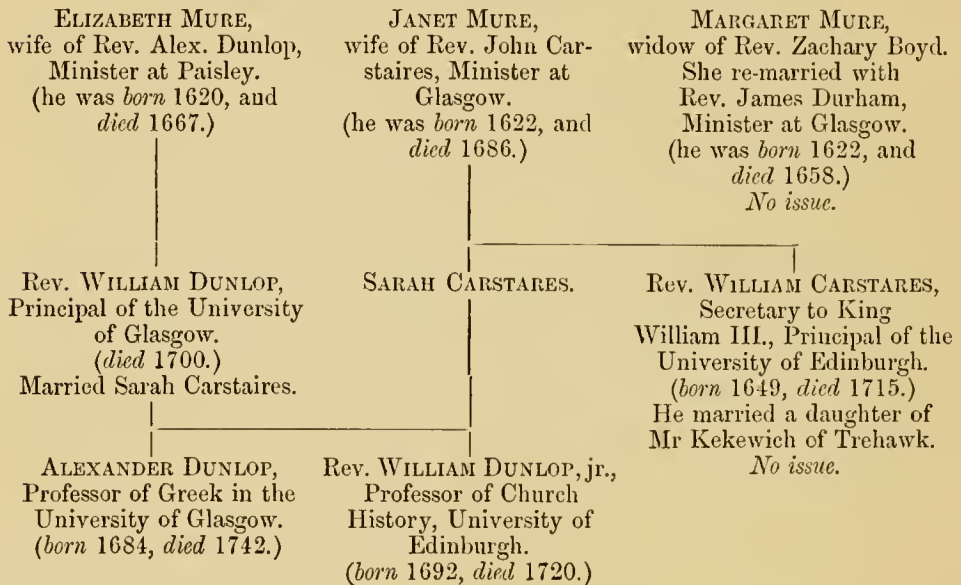 ELIZABETH MURE,
wife of Rev. Alex. Dunlop,
Minister at Paisley.
(he was born 1620, and
died 1667.)
JANET MURE,
wife of Rev. John Car-
staires, Minister at
Glasgow.
(he was born 1622, and
died 1686.)
MARGARET MURE,
widow of Rev. Zachary Boyd.
She re-married with
Rev. James Durham,
Minister at Glasgow.
(he was born 1622, and
died 1658.)
No issue.
Rev. WILLIAM DUNLOP,
Principal of the University
of Glasgow.
(died 1700.)
Married Sarah Carstaires.
SARAH CARSTARES.
Rev. WILLIAM CARSTARES,
Secretary to King
William III., Principal of the
University of Edinburgh.
(born 1649, died 1715.)
He married a daughter of
Mr Kekewich of Trehawk.
No issue.
ALEXANDER DUNLOP,
Professor of Greek in the
University of Glasgow.
(born 1684, died 1742.)
Rev. WILLIAM DUNLOP, jr.,
Professor of Church
History, University of
Edinburgh.
(born 1692, died 1720.)